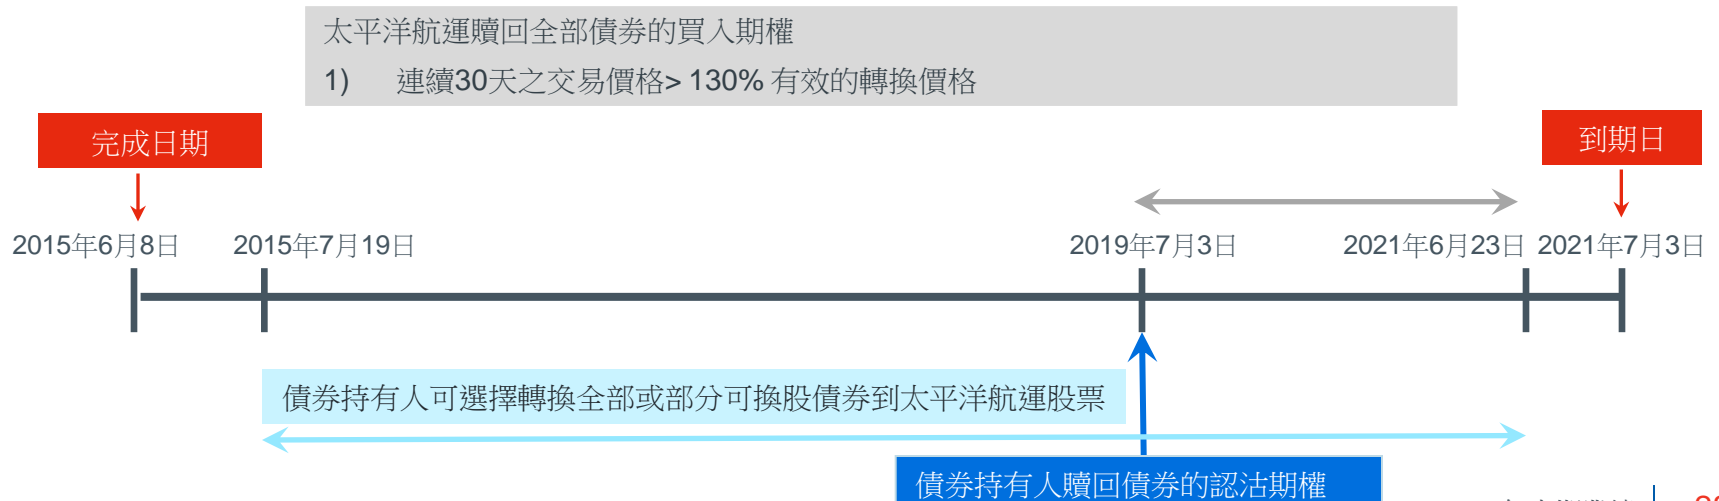 太平洋航運贖回全部債券的買入期權
1) 連續30天之交易價格> 130% 有效的轉換價格
完成日期
到期日
2015年6月8日 2015年7月19日 2019年7月3日 2021年6月23日 2021年7月3日
債券持有人可選擇轉換全部或部分可換股債券到太平洋航運股票
債券持有人贖回債券的認沽期權